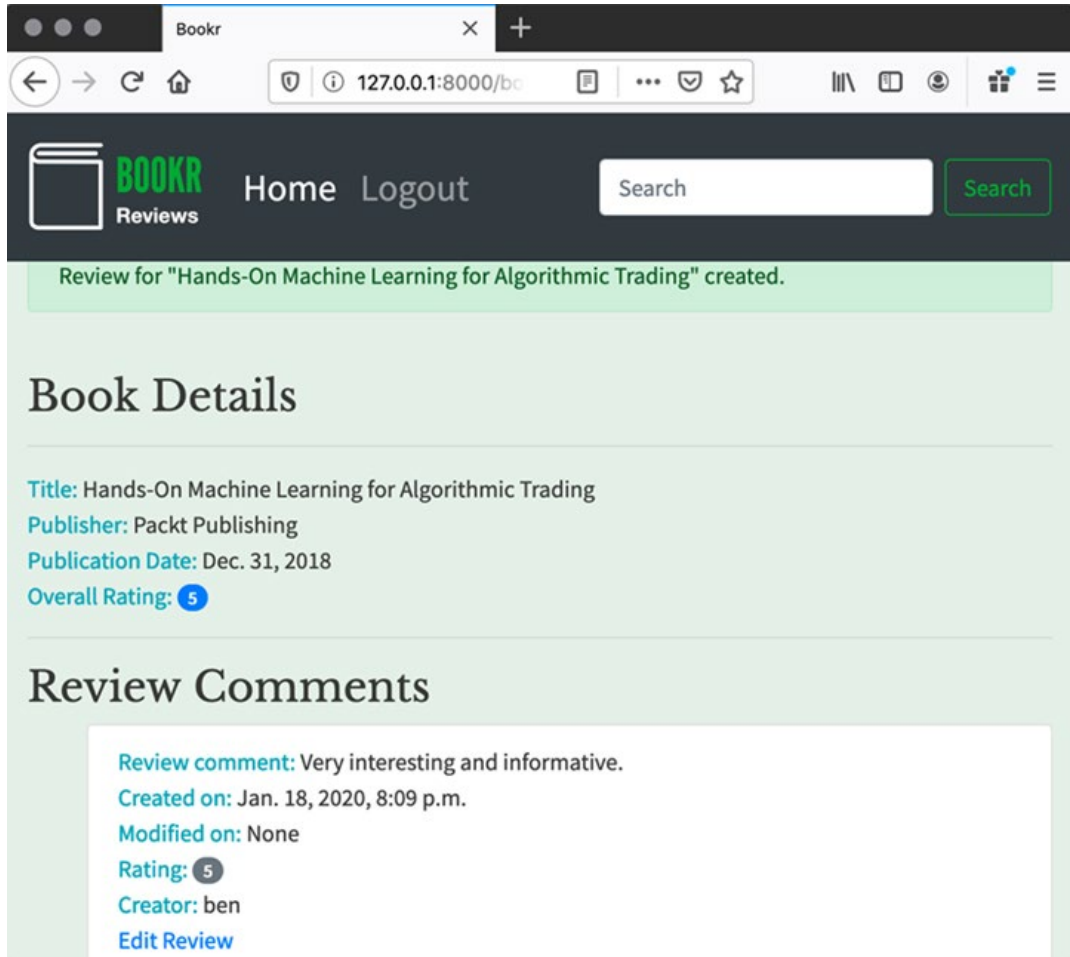 Bookr
127.0.0.1:8000/bo
BOOKR
Reviews
Home Logout
Search
Search
Review for "Hands-On Machine Learning for Algorithmic Trading" created.
Book Details
Title: Hands-On Machine Learning for Algorithmic Trading
Publisher: Packt Publishing
Publication Date: Dec. 31, 2018
Overall Rating: 5
Review Comments
Review comment: Very interesting and informative.
Created on: Jan. 18, 2020, 8:09 p.m.
Modified on: None
Rating: 5
Creator: ben
Edit Review